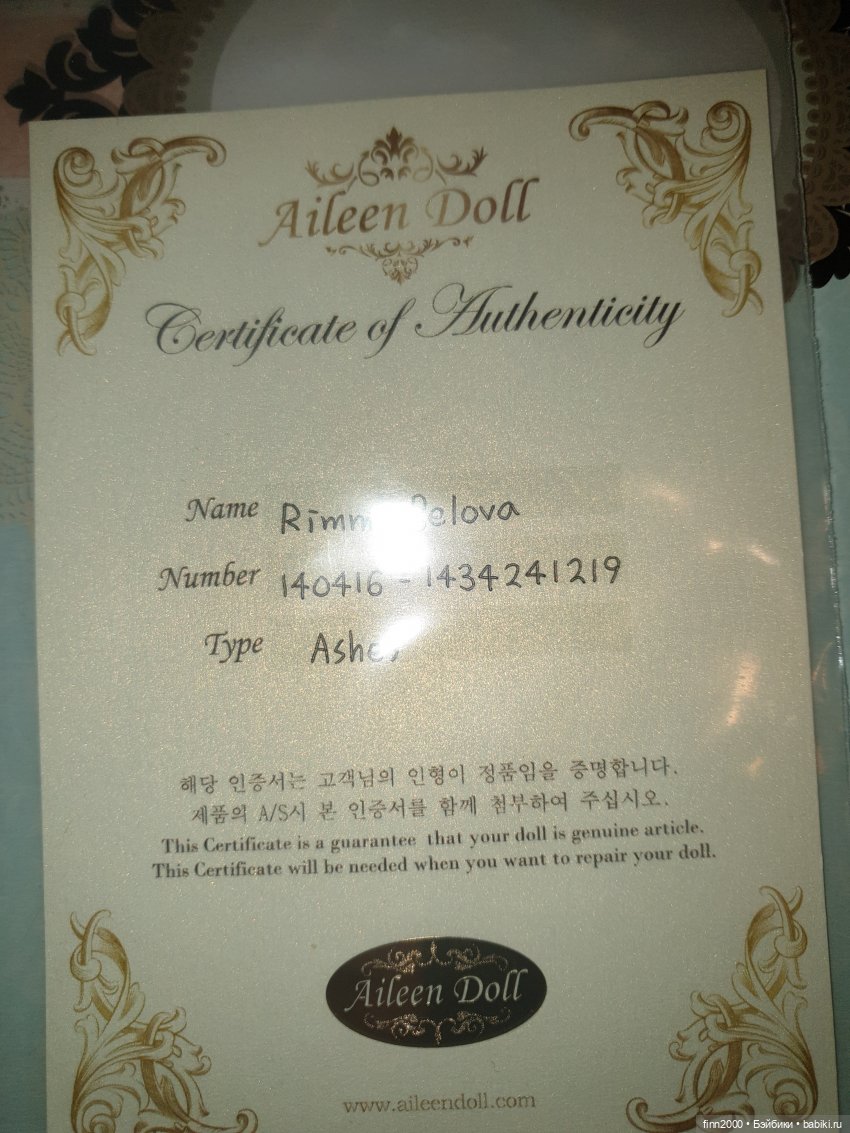 Aileen Doll
Certificate of Authenticity
Name Rimm elova
Number 140416 - 1434241219
Type Ashe
해당 인증서는 고객님의 인형이 정품임을 증명합니다.
제품의 A/S시 본 인증서를 함께 첨부하여 주십시오.
This Certificate is a guarantee that your doll is genuine article.
This Certificate will be needed when you want to repair your doll.
Aileen Doll
www.aileendoll.com
finn2000 • Бэйбики • babiki.ru